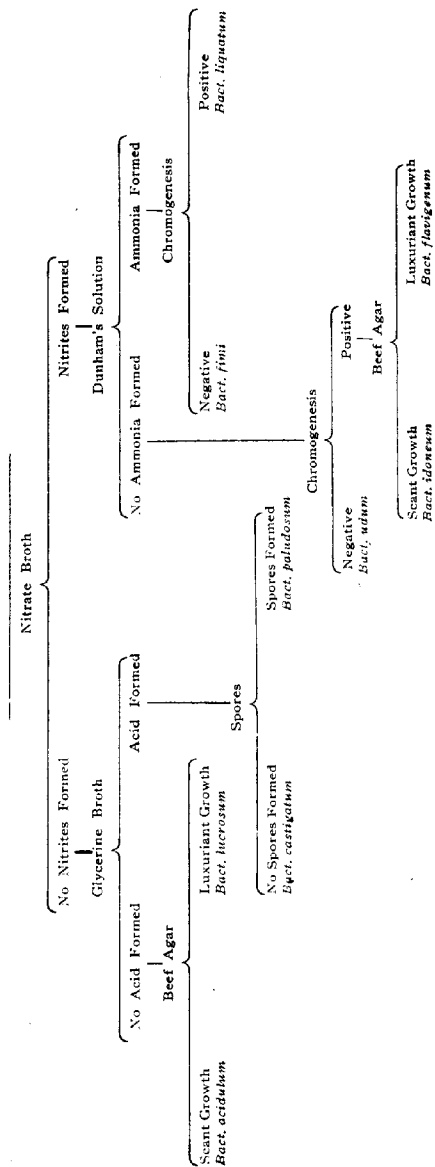 Nitrate Broth
No Nitrites Formed
Nitrites Formed
Glycerine Broth
Dunham's Solution
No Acid Formed
Acid Formed
No Ammonia Formed
Ammonia Formed
Beef Agar
Chromogenesis
Scant Growth
Bact. acidulum
Luxuriant Growth
Bact. lucrosum
Negative
Bact. fimi
Positive
Bact. liquatum
Spores
No Spores Formed
Bact. castigatum
Spores Formed
Bact. paludosum
Chromogenesis
Negative
Bact. udum
Positive
Beef Agar
Scant Growth
Bact. idoneum
Luxuriant Growth
Bact. flavigenum